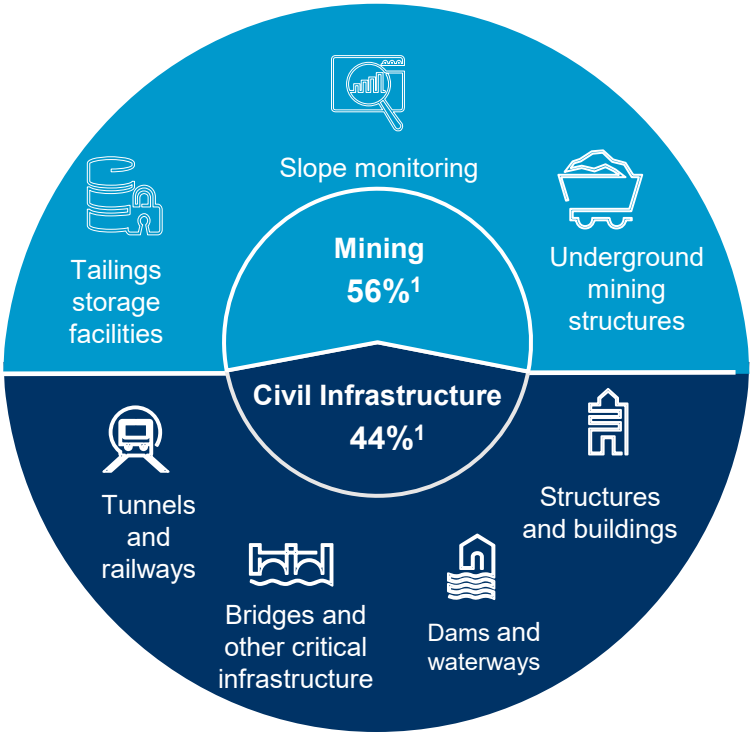 Slope monitoring
Tailings
storage
facilities
Mining
56%¹
Underground
mining
structures
Civil Infrastructure
44%¹
Tunnels
and
railways
Bridges and
other critical
infrastructure
Dams and
waterways
Structures
and buildings